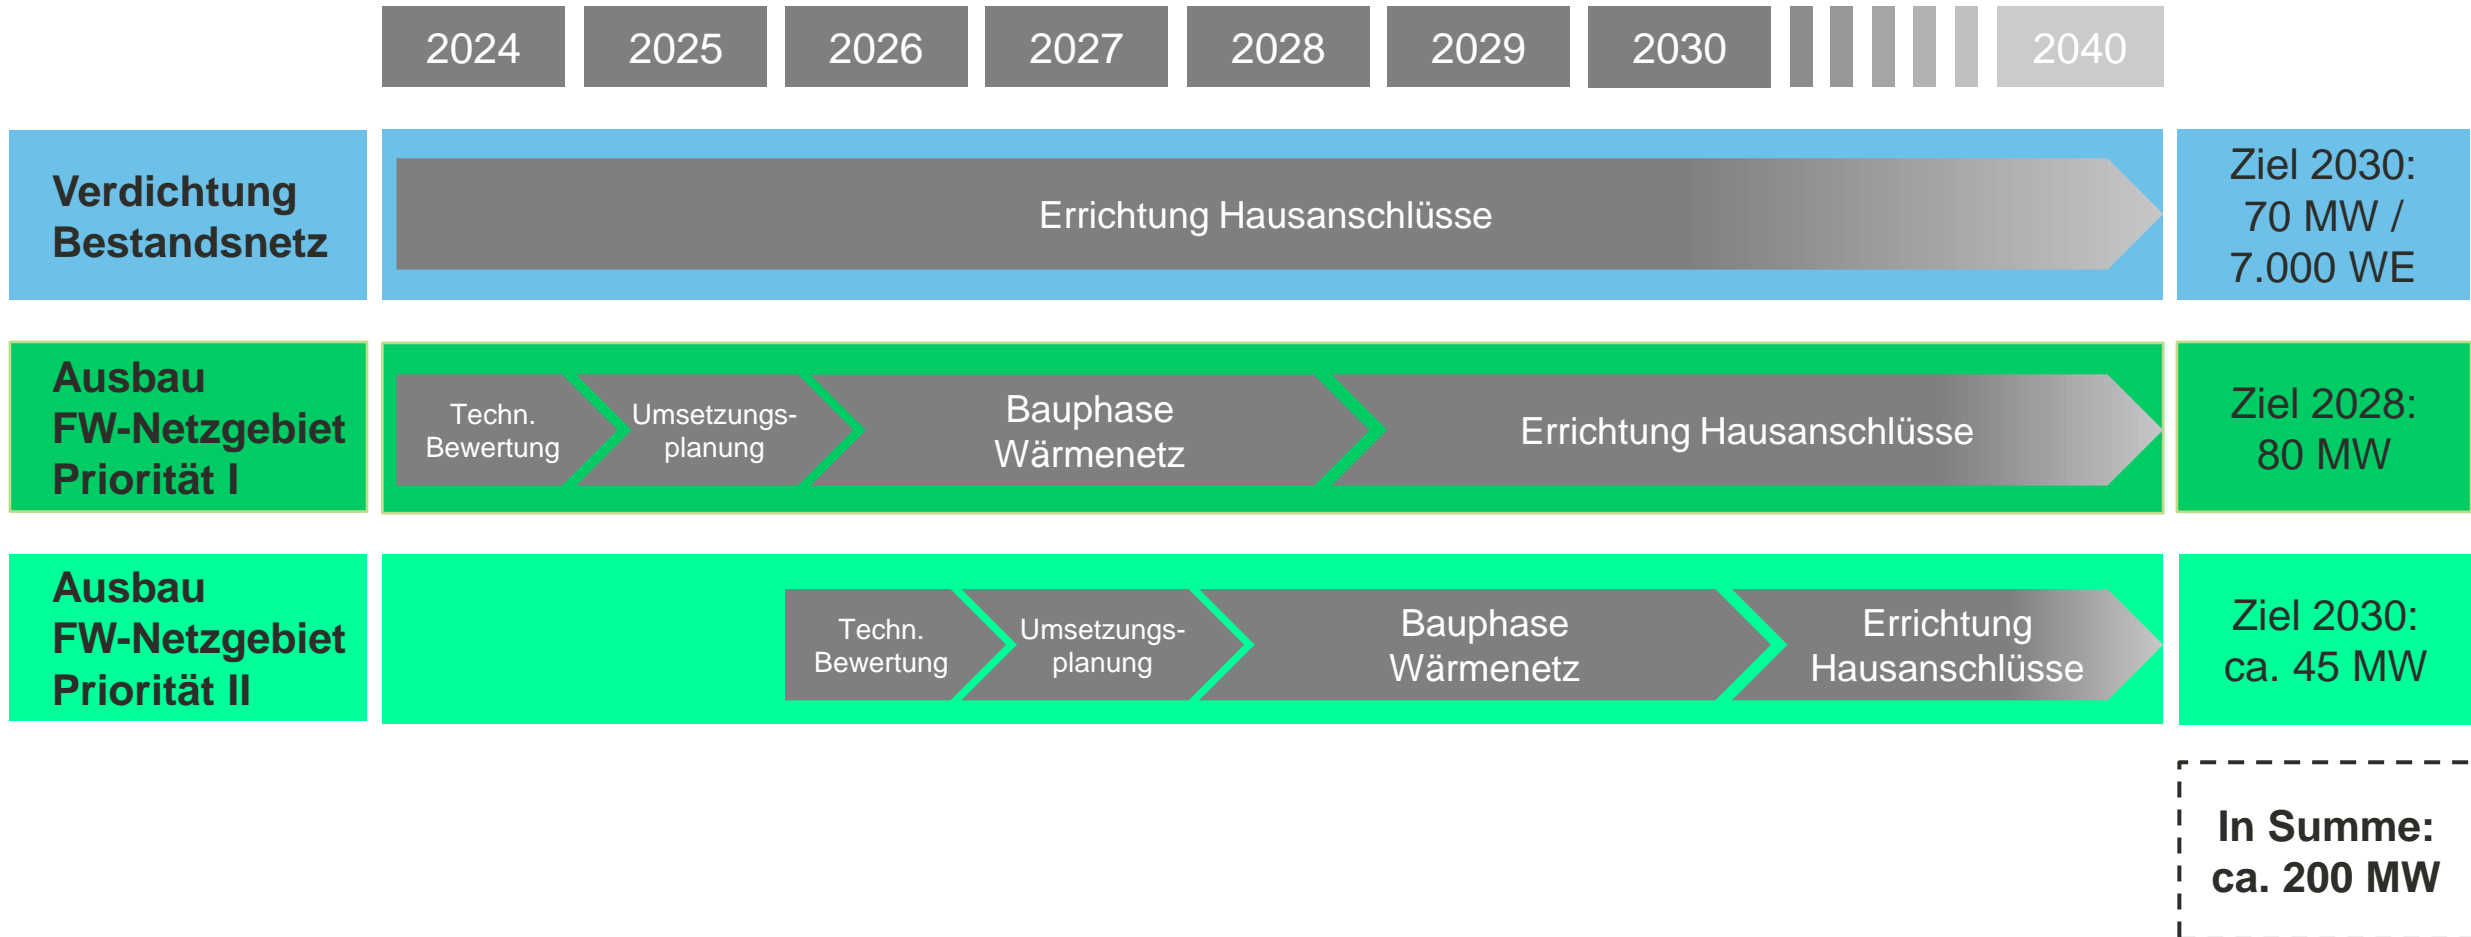 2024
2025
2026
2027
2028
2029
2030
2040
Verdichtung
Bestandsnetz
Errichtung Hausanschlüsse
Ziel 2030:
70 MW /
7.000 WE
Ausbau
FW-Netzgebiet
Priorität I
Techn.
Bewertung
Umsetzungs-
planung
Bauphase
Wärmenetz
Errichtung Hausanschlüsse
Ziel 2028:
80 MW
Ausbau
FW-Netzgebiet
Priorität II
Techn.
Bewertung
Umsetzungs-
planung
Bauphase
Wärmenetz
Errichtung
Hausanschlüsse
Ziel 2030:
ca. 45 MW
In Summe:
ca. 200 MW